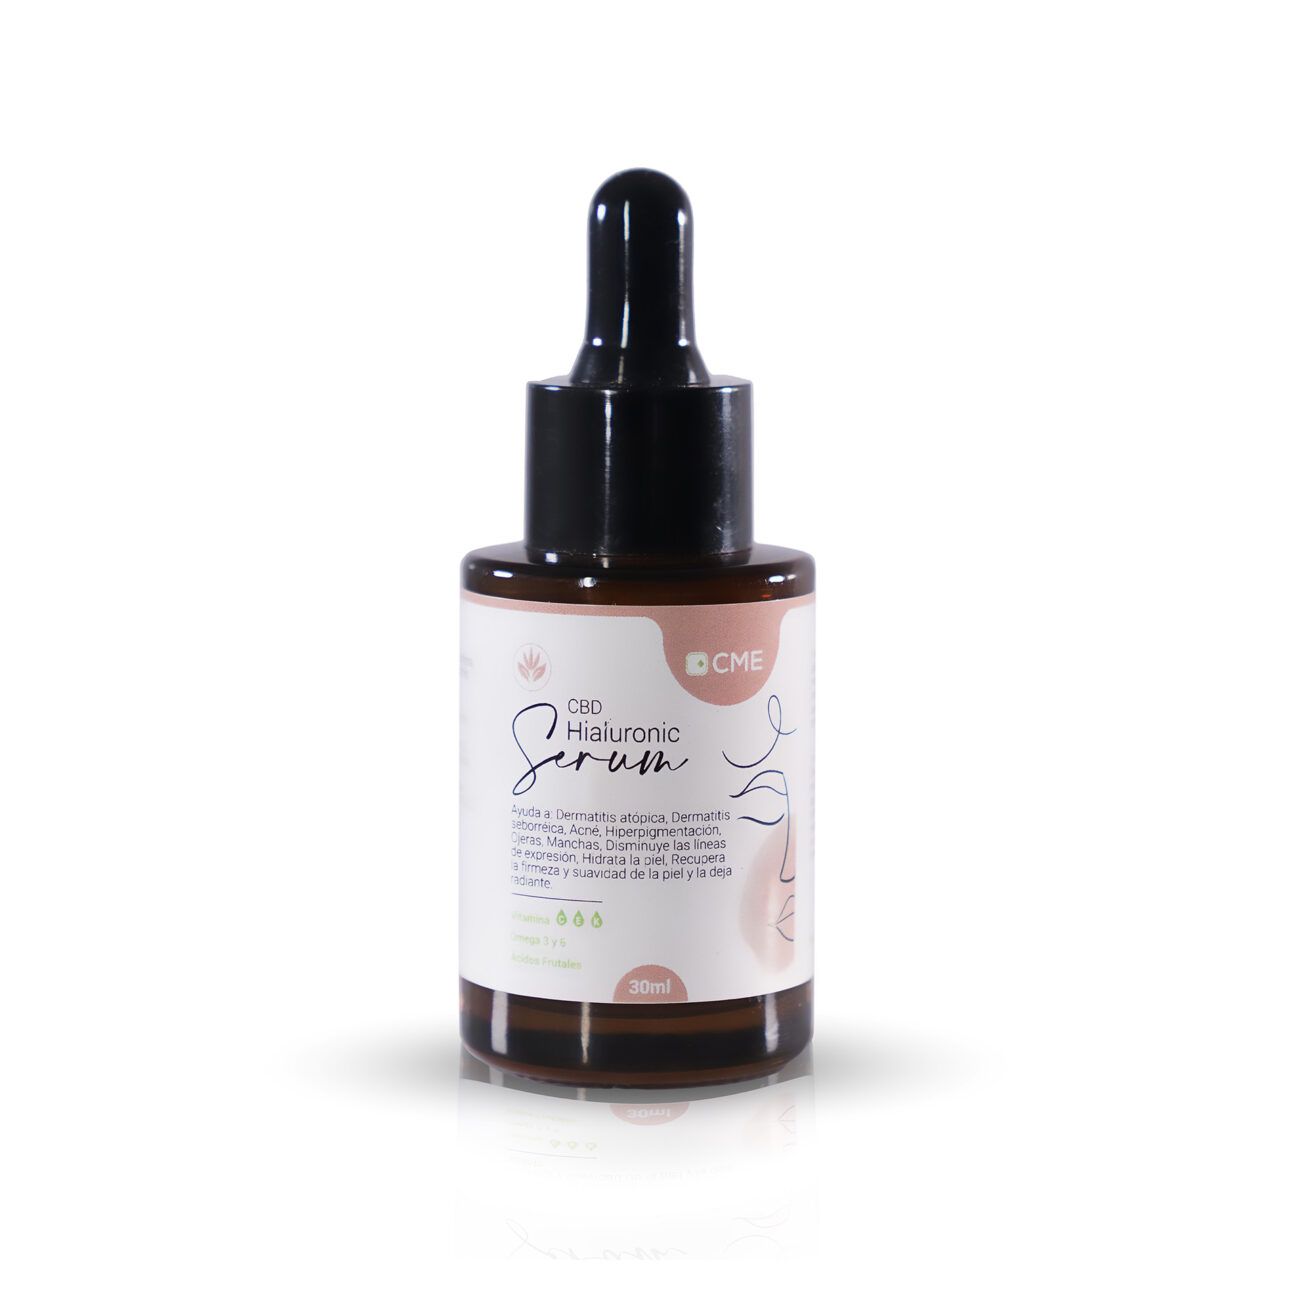 CME
CBD
Hialuronic
Serum
Ayuda a: Dermatitis atópica, Dermatitis
seborréica, Acné, Hiperpigmentación,
Ojeras, Manchas, Disminuye las líneas
de expresión, Hidrata la piel, Recupera
la firmeza y suavidad de la piel y la deja
radiante.
Vitamina C E K
Omega 3 y 6
Acidos Frutales
30ml